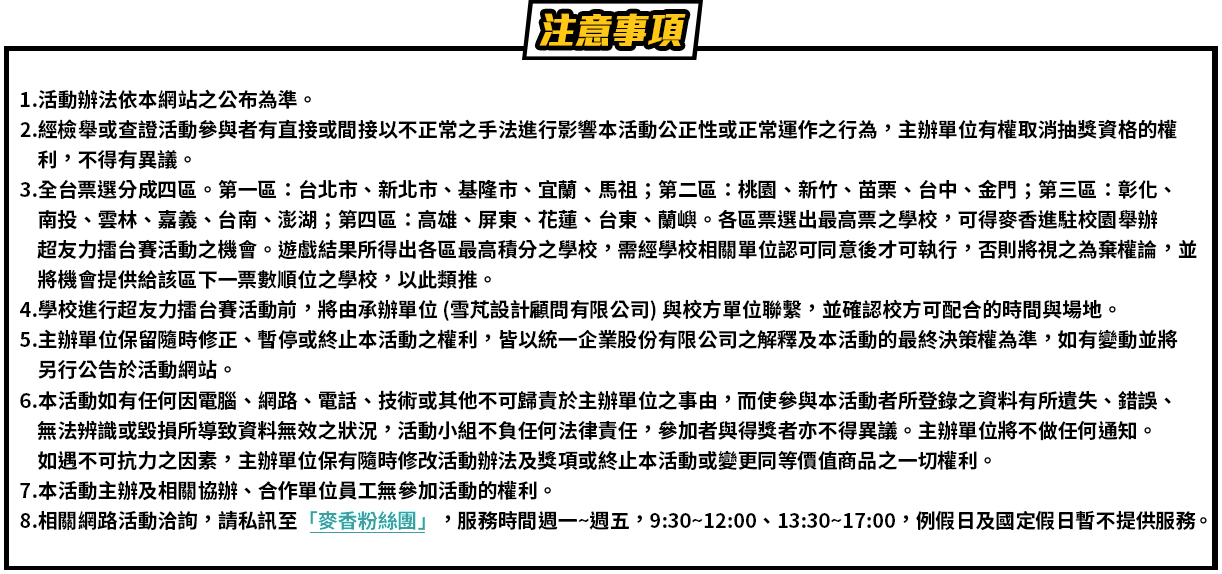 注意事項
1.活動辦法依本網站之公布為準。
2.經檢舉或查證活動參與者有直接或間接以不正常之手法進行影響本活動公正性或正常運作之行為，主辦單位有權取消抽獎資格的權
利，不得有異議。
3.全台票選分成四區。第一區：台北市、新北市、基隆市、宜蘭、馬祖；第二區：桃園、新竹、苗栗、台中、金門；第三區：彰化、
南投、雲林、嘉義、台南、澎湖；第四區：高雄、屏東、花蓮、台東、蘭嶼。各區票選出最高票之學校，可得麥香進駐校園舉辦
超友力擂台賽活動之機會。遊戲結果所得出各區最高積分之學校，需經學校相關單位認可同意後才可執行，否則將視之為棄權論，並
將機會提供給該區下一票數順位之學校，以此類推。
4.學校進行超友力擂台賽活動前，將由承辦單位 (雪芃設計顧問有限公司) 與校方單位聯繫，並確認校方可配合的時間與場地。
5.主辦單位保留隨時修正、暫停或終止本活動之權利，皆以統一企業股份有限公司之解釋及本活動的最終決策權為準，如有變動並將
另行公告於活動網站。
6.本活動如有任何因電腦、網路、電話、技術或其他不可歸責於主辦單位之事由，而使參與本活動者所登錄之資料有所遺失、錯誤、
無法辨識或毀損所導致資料無效之狀況，活動小組不負任何法律責任，參加者與得獎者亦不得異議。主辦單位將不做任何通知。
如遇不可抗力之因素，主辦單位保有隨時修改活動辦法及獎項或終止本活動或變更同等價值商品之一切權利。
7.本活動主辦及相關協辦、合作單位員工無參加活動的權利。
8.相關網路活動洽詢，請私訊至「麥香粉絲團」，服務時間週一~週五，9:30~12:00、13:30~17:00，例假日及國定假日暫不提供服務。